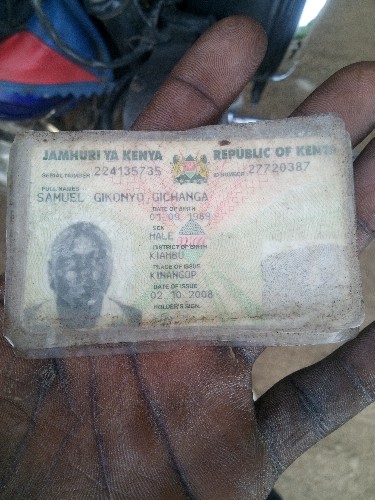 JAMHURI YA KENYA REPUBLIC OF KENYA
SERIAL NUMBER: 224135735 ID NUMBER: 27720387
FULL NAMES
SAMUEL GIKONYO GICHANGA
DATE OF BIRTH
01.09.1989
SEX
MALE
DISTRICT OF BIRTH
KIAMBU
PLACE OF ISSUE
KINANGOP
DATE OF ISSUE
02.10.2008
HOLDER'S SIGN.